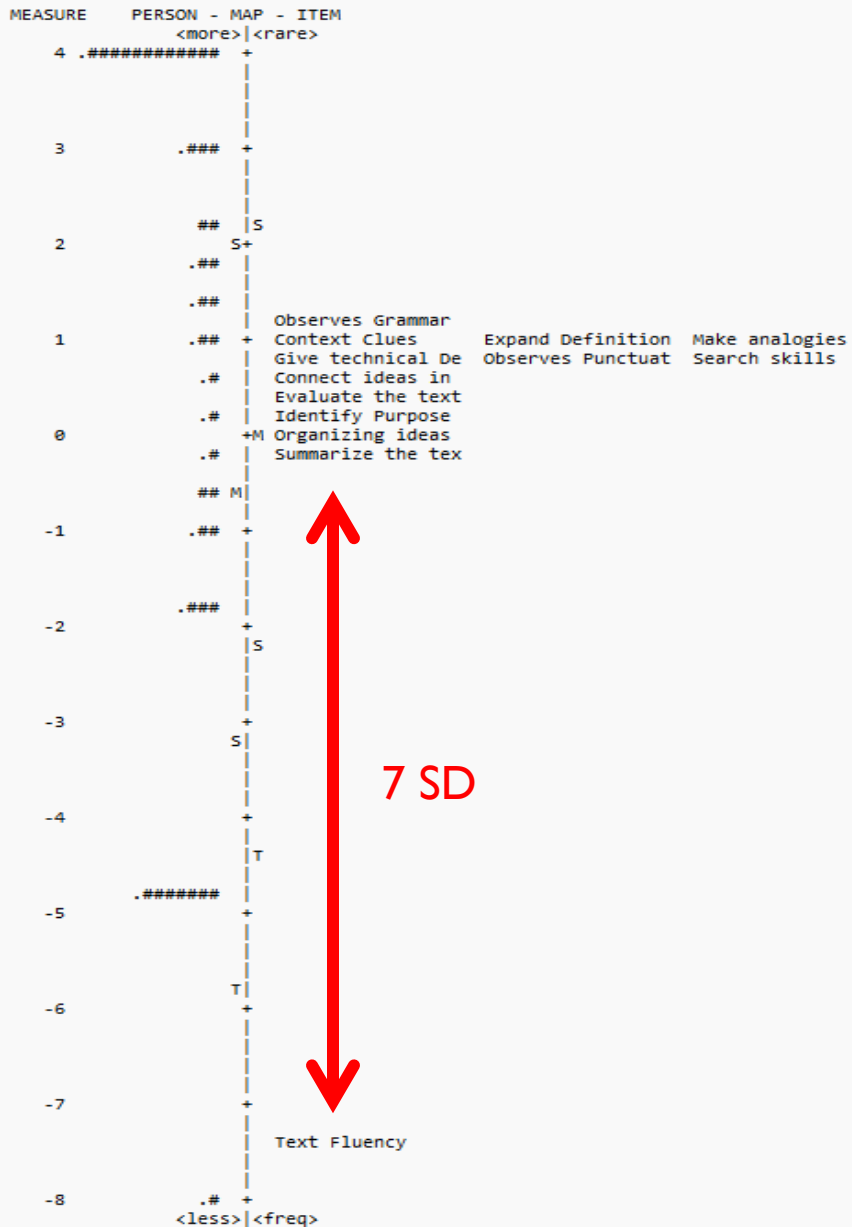 MEASURE PERSON - MAP - ITEM
<more>|<rare>
4 .############ +
|
|
|
|
3 .### +
|
|
|
## |S
2 S+
.## |
|
.## |
| Observes Grammar
1 .## + Context Clues Expand Definition Make analogies
| Give technical De Observes Punctuat Search skills
.# | Connect ideas in
| Evaluate the text
.# | Identify Purpose
0 +M Organizing ideas
.# | Summarize the tex
|
## M|
|
-1 .## +
|
|
|
.### |
-2 +
|S
|
|
|
-3 +
S|
|
|
|
7 SD
-4 +
|
|T
|
.####### |
-5 +
|
|
|
T|
-6 +
|
|
|
|
-7 +
|
| Text Fluency
|
|
-8 .# +
<less>|<freq>